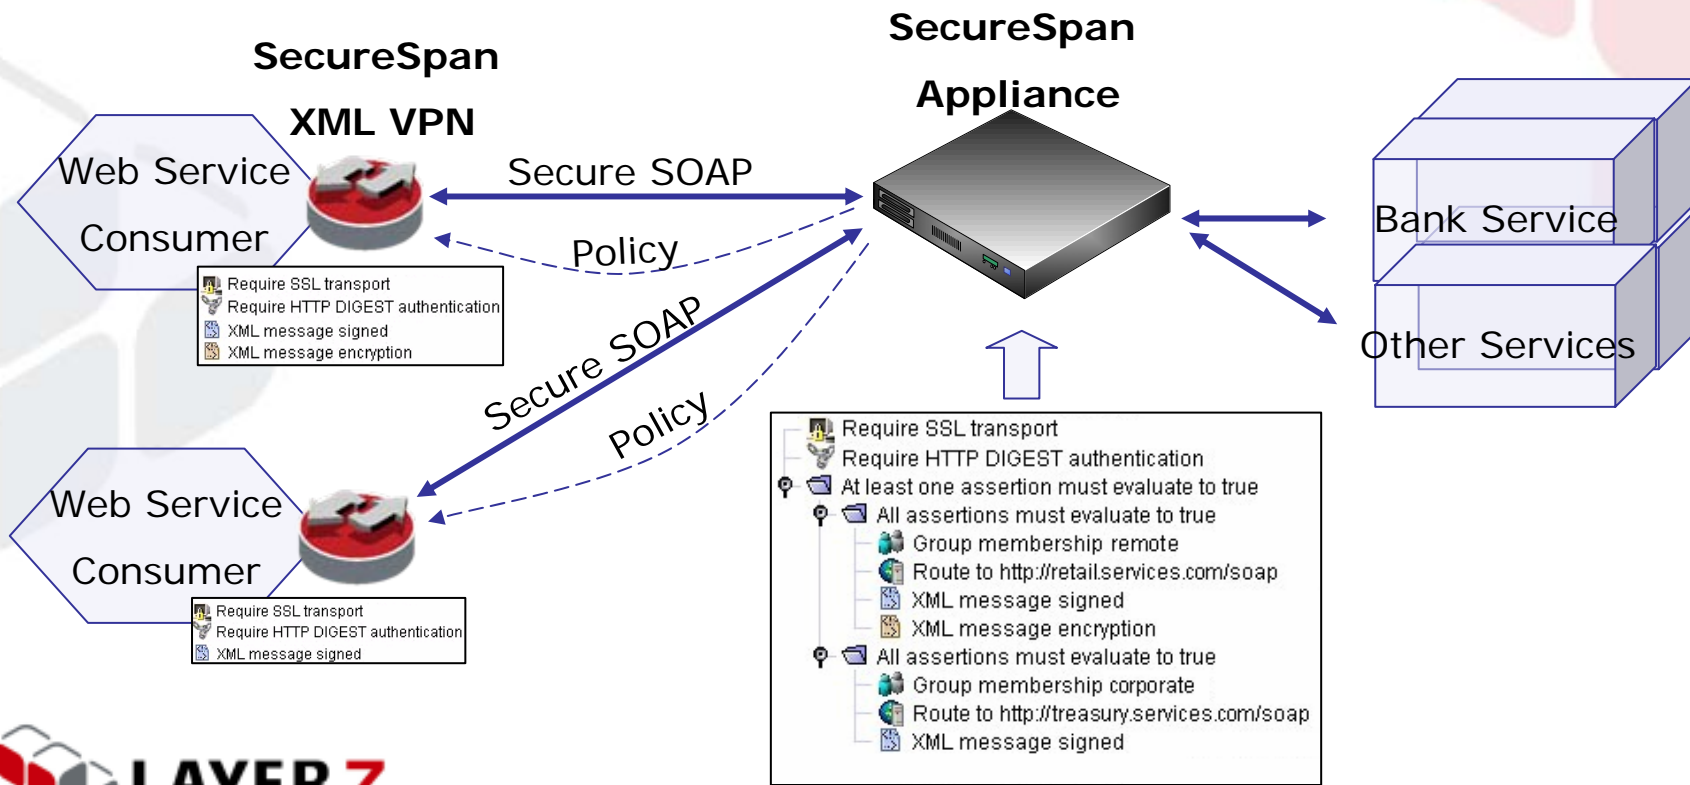 SecureSpan
XML VPN
SecureSpan
Appliance
Web Service
Consumer
Secure SOAP
Policy
Require SSL transport
Require HTTP DIGEST authentication
XML message signed
XML message encryption
Secure SOAP
Policy
Web Service
Consumer
Require SSL transport
Require HTTP DIGEST authentication
XML message signed
Bank Service
Other Services
Require SSL transport
Require HTTP DIGEST authentication
At least one assertion must evaluate to true
All assertions must evaluate to true
Group membership remote
Route to http://retail.services.com/soap
XML message signed
XML message encryption
All assertions must evaluate to true
Group membership corporate
Route to http://treasury.services.com/soap
XML message signed
LAYER 7